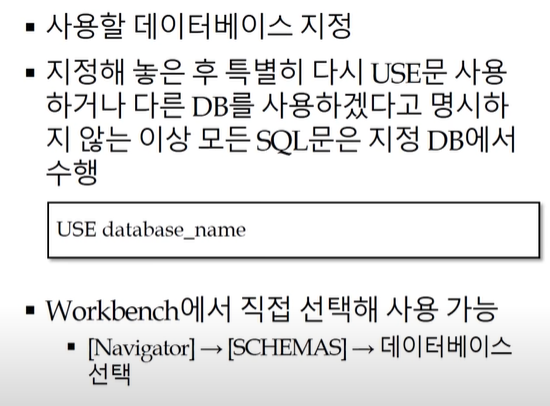 ▪ 사용할 데이터베이스 지정
▪ 지정해 놓은 후 특별히 다시 USE문 사용
하거나 다른 DB를 사용하겠다고 명시하
지 않는 이상 모든 SQL문은 지정 DB에서
수행
USE database_name
▪ Workbench에서 직접 선택해 사용 가능
▪ [Navigator] → [SCHEMAS] → 데이터베이스
선택